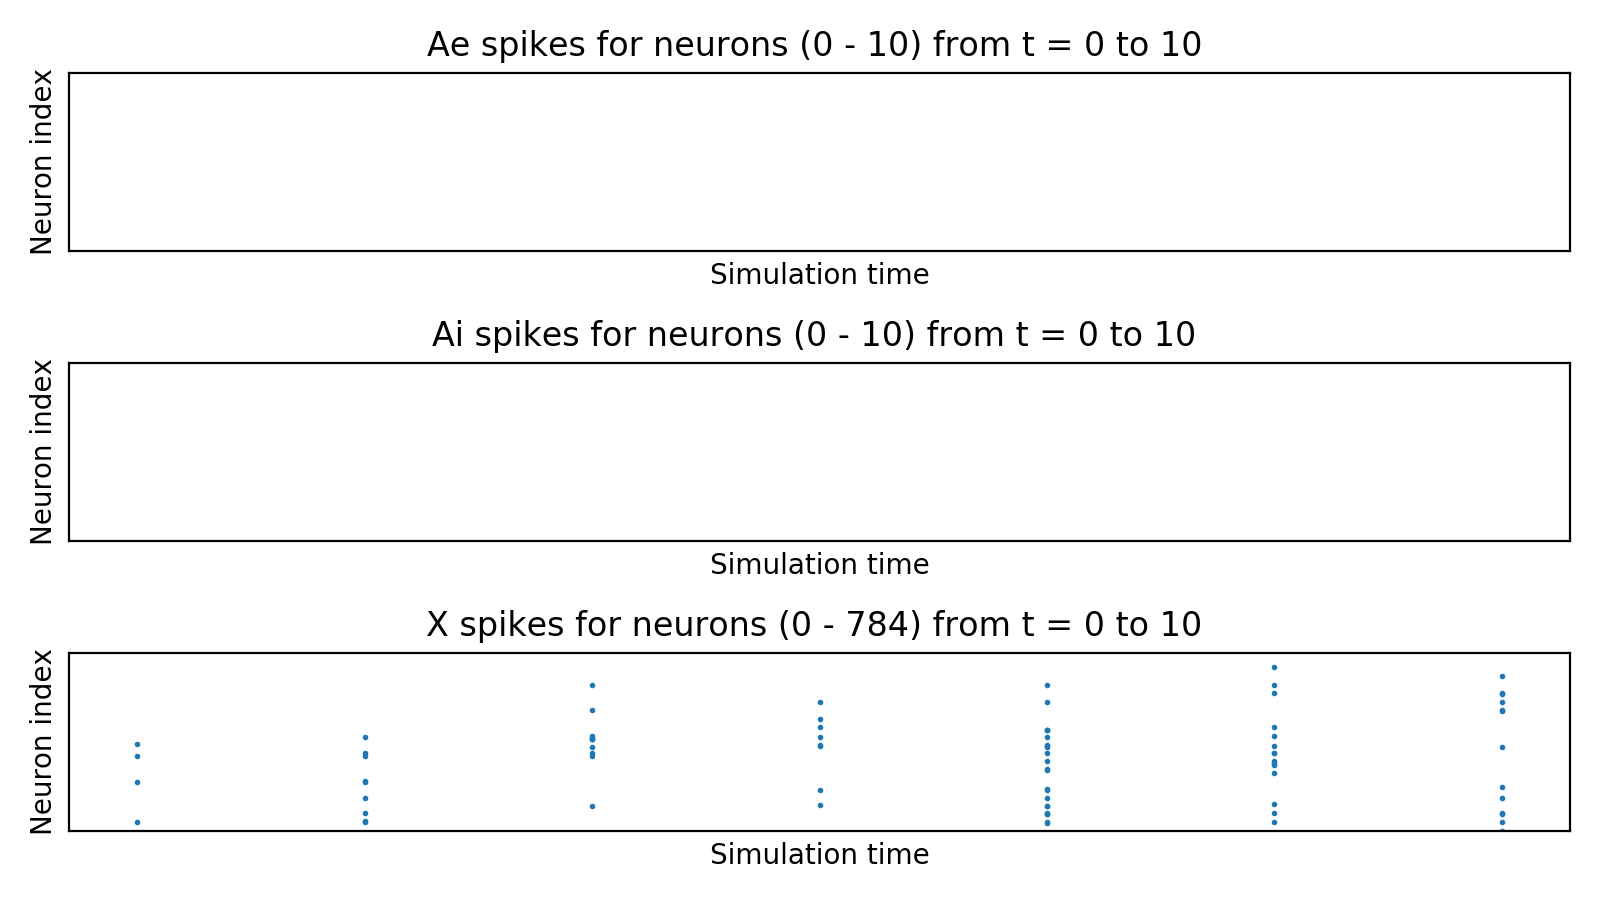 Ae spikes for neurons (0 - 10) from t = 0 to 10
Neuron index
Simulation time
Ai spikes for neurons (0 - 10) from t = 0 to 10
Neuron index
Simulation time
X spikes for neurons (0 - 784) from t = 0 to 10
Neuron index
Simulation time